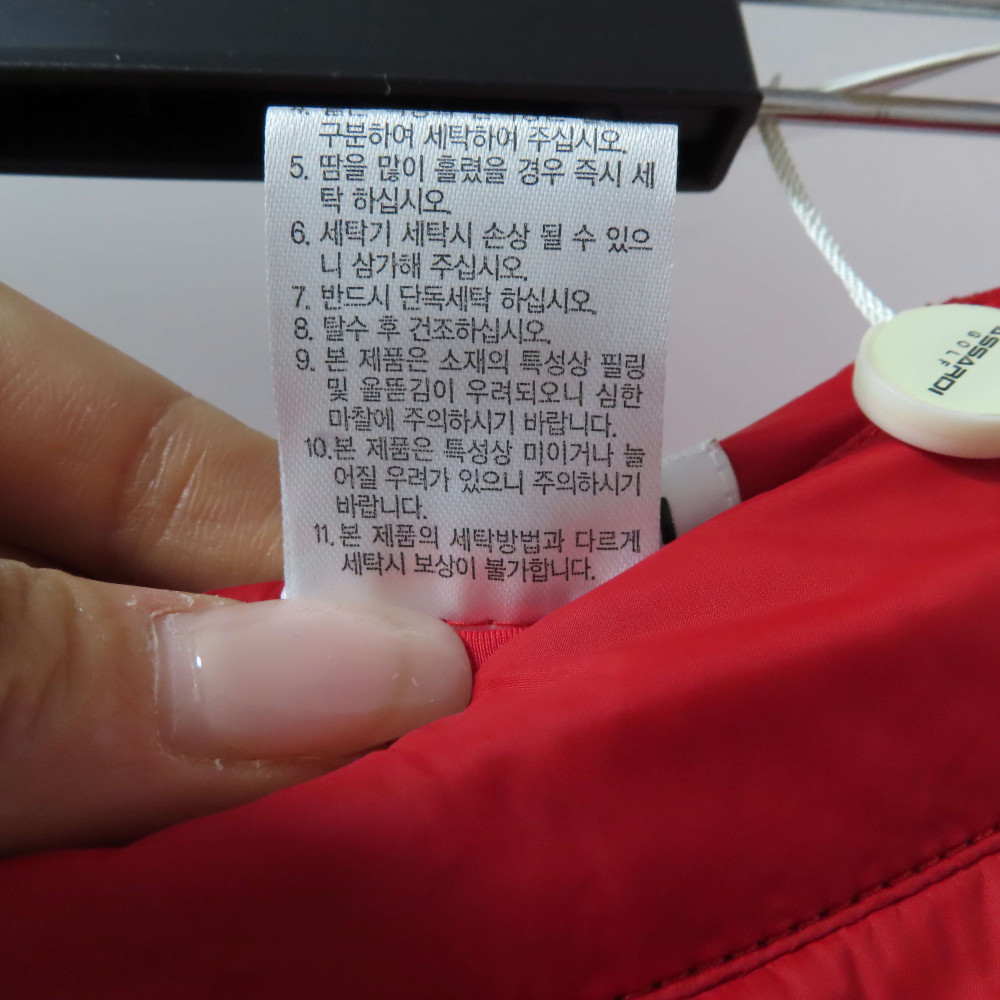 구분하여 세탁하여 주십시오.
5. 땀을 많이 흘렸을 경우 즉시 세
탁 하십시오.
6. 세탁기 세탁시 손상 될 수 있으
니 삼가해 주십시오.
7. 반드시 단독세탁 하십시오.
8. 탈수 후 건조하십시오.
9. 본 제품은 소재의 특성상 필링
및 올뜯김이 우려되오니 심한
마찰에 주의하시기 바랍니다.
10.본 제품은 특성상 미이거나 늘
어질 우려가 있으니 주의하시기
바랍니다.
11. 본 제품의 세탁방법과 다르게
세탁시 보상이 불가합니다.
USSARDI
GOLF